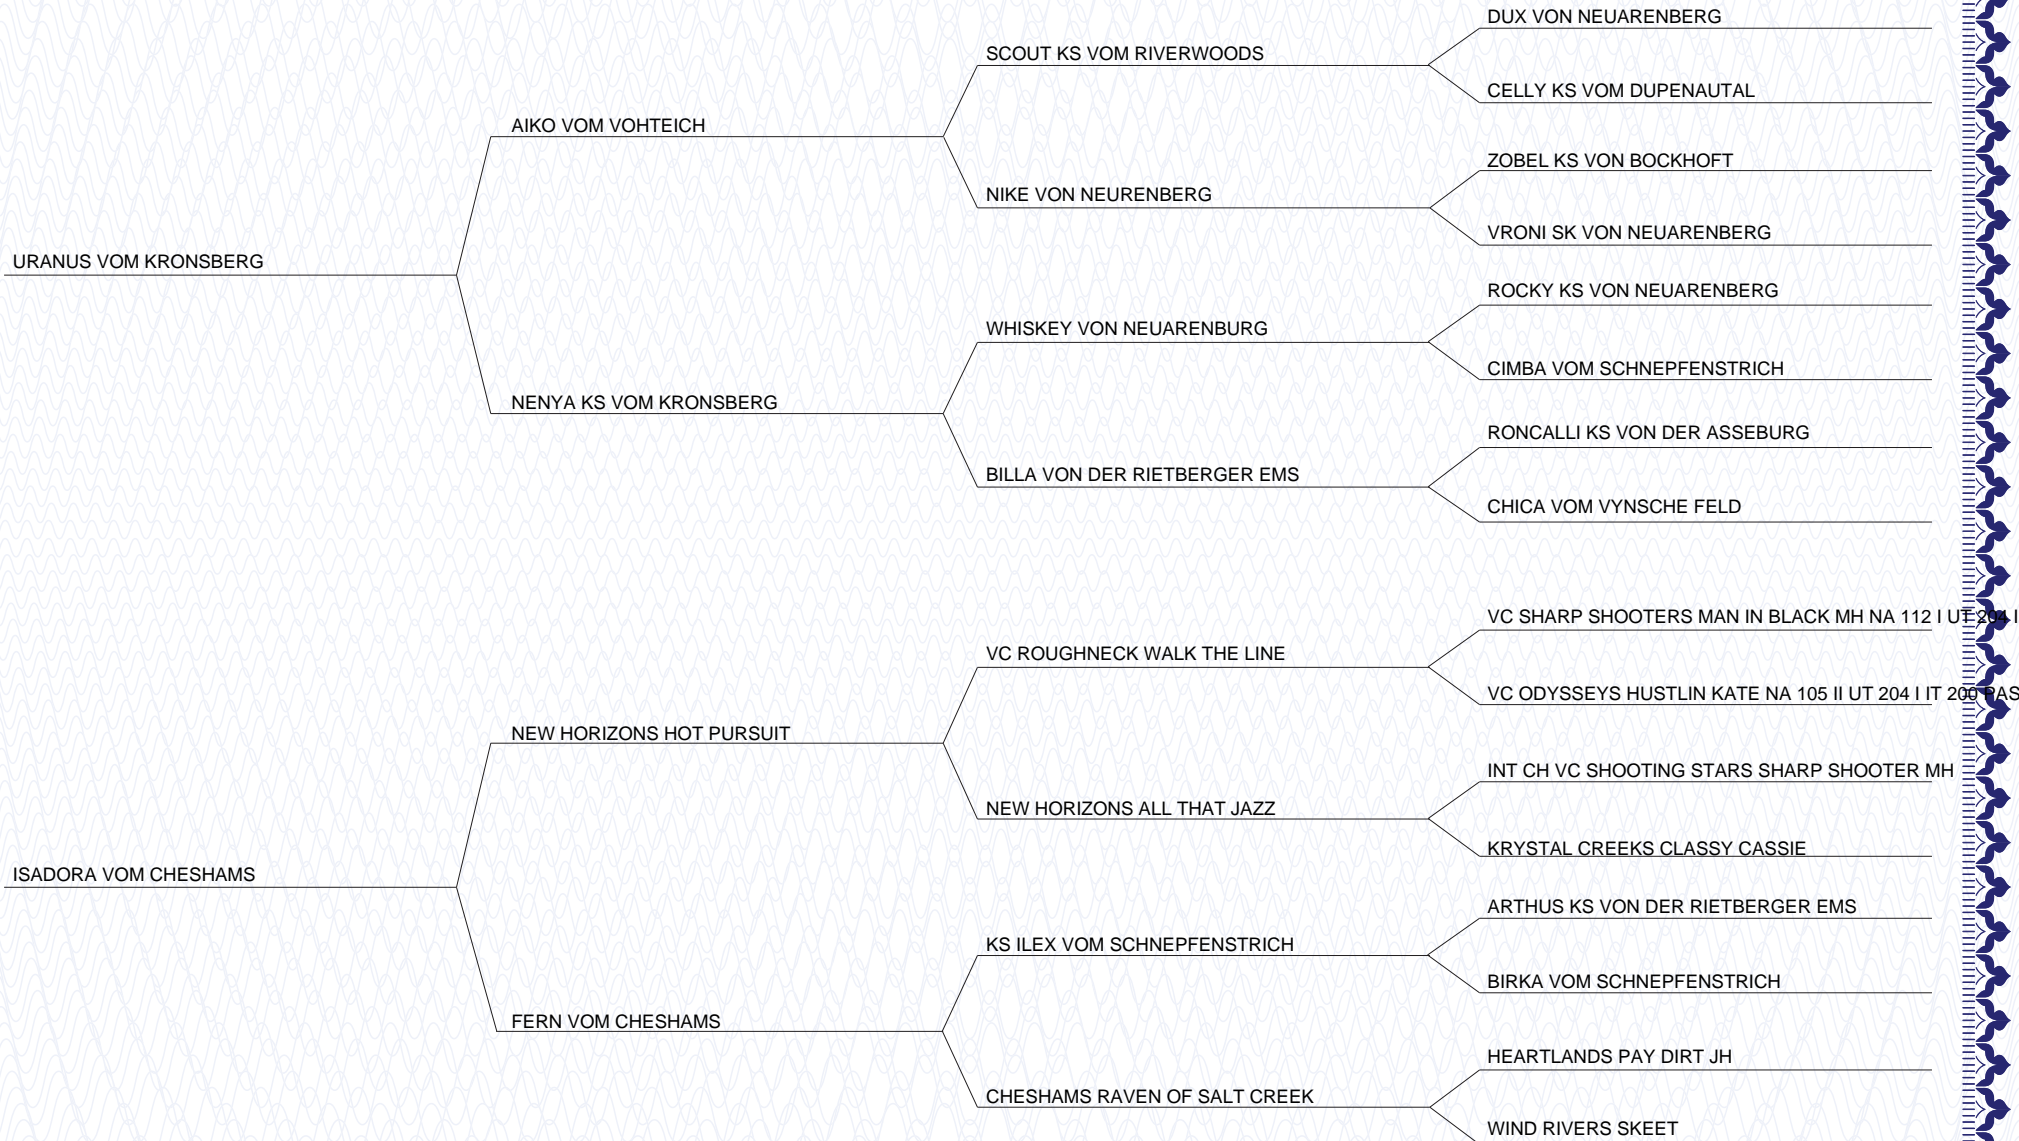 DUX VON NEUARENBERG
SCOUT KS VOM RIVERWOODS
CELLY KS VOM DUPENAUTAL
AIKO VOM VOHTEICH
ZOBEL KS VON BOCKHOFT
NIKE VON NEURENBERG
VRONI SK VON NEUARENBERG
URANUS VOM KRONSBERG
ROCKY KS VON NEUARENBERG
WHISKEY VON NEUARENBURG
CIMBA VOM SCHNEPFENSTRICH
NENYA KS VOM KRONSBERG
RONCALLI KS VON DER ASSEBURG
BILLA VON DER RIETBERGER EMS
CHICA VOM VYNSCHE FELD
VC SHARP SHOOTERS MAN IN BLACK MH NA 112 I UT 204 I
VC ROUGHNECK WALK THE LINE
VC ODYSSEYS HUSTLIN KATE NA 105 II UT 204 I IT 200 PAS
NEW HORIZONS HOT PURSUIT
INT CH VC SHOOTING STARS SHARP SHOOTER MH
NEW HORIZONS ALL THAT JAZZ
KRYSTAL CREEKS CLASSY CASSIE
ISADORA VOM CHESHAMS
ARTHUS KS VON DER RIETBERGER EMS
KS ILEX VOM SCHNEPFENSTRICH
BIRKA VOM SCHNEPFENSTRICH
FERN VOM CHESHAMS
HEARTLANDS PAY DIRT JH
CHESHAMS RAVEN OF SALT CREEK
WIND RIVERS SKEET